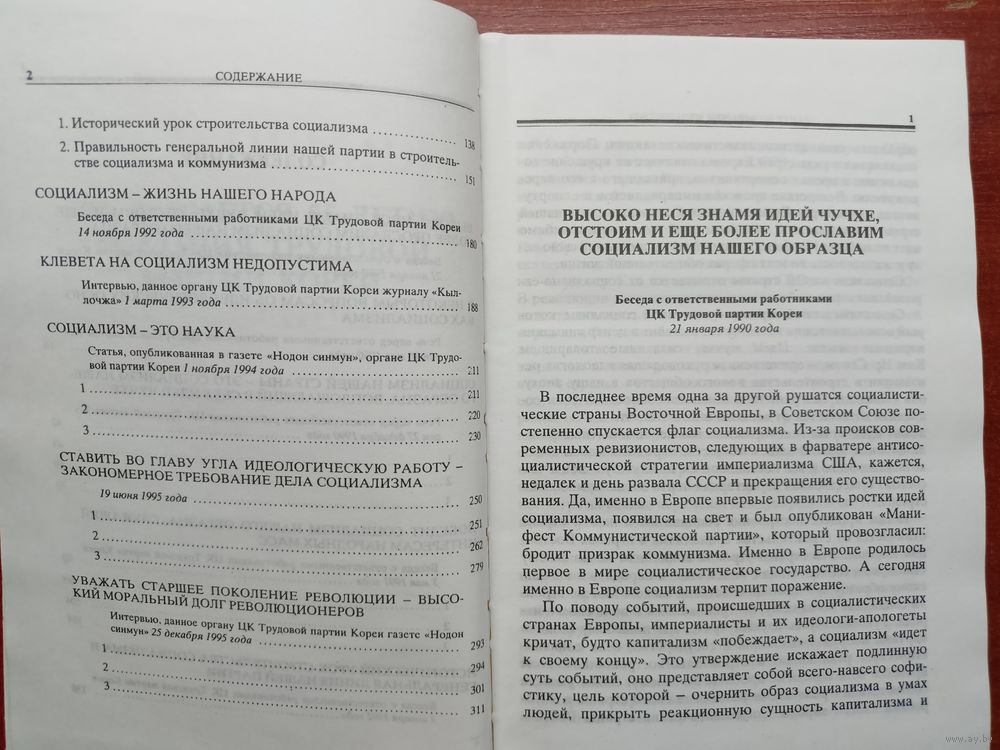 2
СОДЕРЖАНИЕ
1. Исторический урок строительства социализма .................. 138
2. Правильность генеральной линии нашей партии в строитель-
стве социализма и коммунизма .................. 151
СОЦИАЛИЗМ – ЖИЗНЬ НАШЕГО НАРОДА
Беседа с ответственными работниками ЦК Трудовой партии Кореи
14 ноября 1992 года .................. 180
КЛЕВЕТА НА СОЦИАЛИЗМ НЕДОПУСТИМА
Интервью, данное органу ЦК Трудовой партии Кореи журналу «Кыл-
лочжа» 1 марта 1993 года .................. 188
СОЦИАЛИЗМ – ЭТО НАУКА
Статья, опубликованная в газете «Нодон синмун», органе ЦК Трудо-
вой партии Кореи 1 ноября 1994 года .................. 211
1 .................. 211
2 .................. 220
3 .................. 230
СТАВИТЬ ВО ГЛАВУ УГЛА ИДЕОЛОГИЧЕСКУЮ РАБОТУ –
ЗАКОНОМЕРНОЕ ТРЕБОВАНИЕ ДЕЛА СОЦИАЛИЗМА
19 июня 1995 года .................. 250
1 .................. 251
2 .................. 262
3 .................. 279
УВАЖАТЬ СТАРШЕЕ ПОКОЛЕНИЕ РЕВОЛЮЦИИ – ВЫСО-
КИЙ МОРАЛЬНЫЙ ДОЛГ РЕВОЛЮЦИОНЕРОВ
Интервью, данное органу ЦК Трудовой партии Кореи газете «Нодон
синмун» 25 декабря 1995 года .................. 293
1 .................. 294
2 .................. 301
3 .................. 311
1
ВЫСОКО НЕСЯ ЗНАМЯ ИДЕЙ ЧУЧХЕ,
ОТСТОИМ И ЕЩЕ БОЛЕЕ ПРОСЛАВИМ
СОЦИАЛИЗМ НАШЕГО ОБРАЗЦА
Беседа с ответственными работниками
ЦК Трудовой партии Кореи
21 января 1990 года
В последнее время одна за другой рушатся социалисти-
ческие страны Восточной Европы, в Советском Союзе по-
степенно спускается флаг социализма. Из-за происков сов-
ременных ревизионистов, следующих в фарватере антисо-
циалистической стратегии империализма США, кажется,
недалек и день развала СССР и прекращения его существо-
вания. Да, именно в Европе впервые появились ростки идей
социализма, появился на свет и был опубликован «Мани-
фест Коммунистической партии», который провозгласил:
бродит призрак коммунизма. Именно в Европе родилось
первое в мире социалистическое государство. А сегодня
именно в Европе социализм терпит поражение.
По поводу событий, происшедших в социалистических
странах Европы, империалисты и их идеологи-апологеты
кричат, будто капитализм «побеждает», а социализм «идет
к своему концу». Это утверждение искажает подлинную
суть событий, оно представляет собой всего-навсего софи-
стику, цель которой – очернить образ социализма в умах
людей, прикрыть реакционную сущность капитализма и
www.ay.by